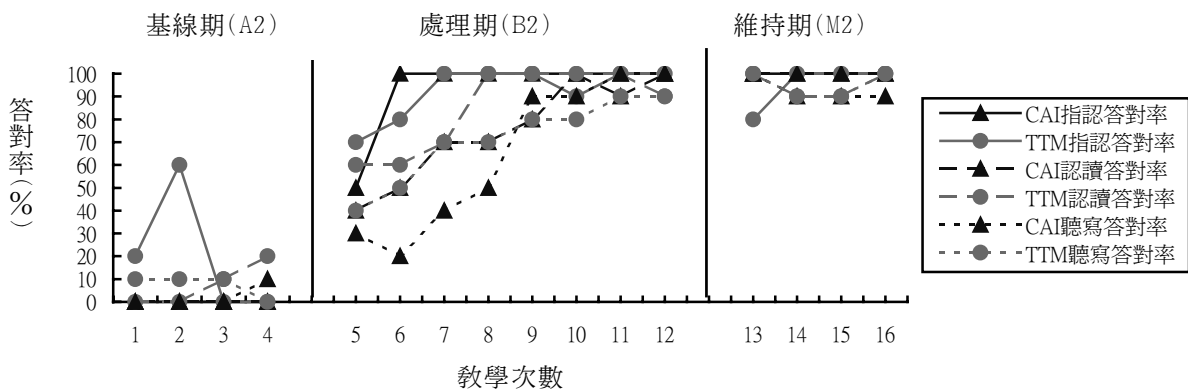 基線期(A2) 處理期(B2) 維持期(M2)
答對率(%)
100
90
80
70
60
50
40
30
20
10
0
1 2 3 4 5 6 7 8 9 10 11 12 13 14 15 16
教學次數
CAI指認答對率
TTM指認答對率
CAI認讀答對率
TTM認讀答對率
CAI聽寫答對率
TTM聽寫答對率